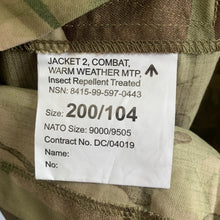 JACKET 2, COMBAT,
WARM WEATHER MTP,
Insect Repellent Treated
NSN: 8415-99-597-0443
Size: 200/104
NATO Size: 9000/9505
Contract No. DC/04019
Name:
No: